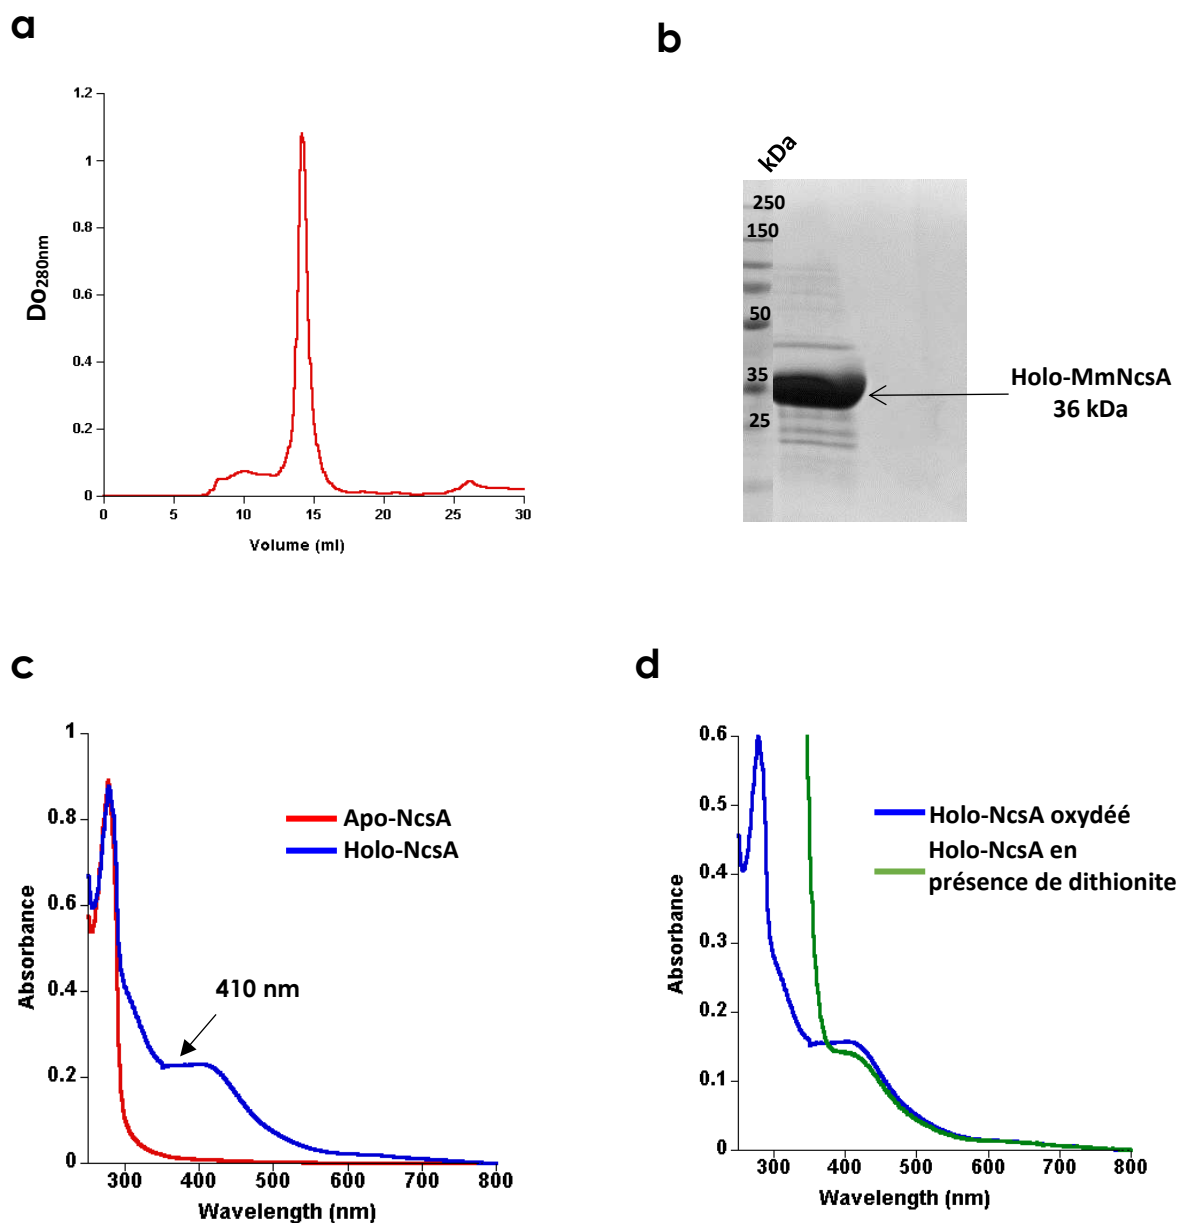 a
1.2
1
0.8
0.6
0.4
0.2
0
0
5
10
15
20
25
30
Do280nm
Volume (ml)
b
kDa
250
150
50
35
25
Holo-MmNcsA
36 kDa
c
1
0.8
0.6
0.4
0.2
0
300
400
500
600
700
800
Absorbance
Wavelength (nm)
Apo-NcsA
Holo-NcsA
410 nm
d
0.6
0.5
0.4
0.3
0.2
0.1
0
300
400
500
600
700
800
Absorbance
Wavelength (nm)
Holo-NcsA oxydéé
Holo-NcsA en
présence de dithionite